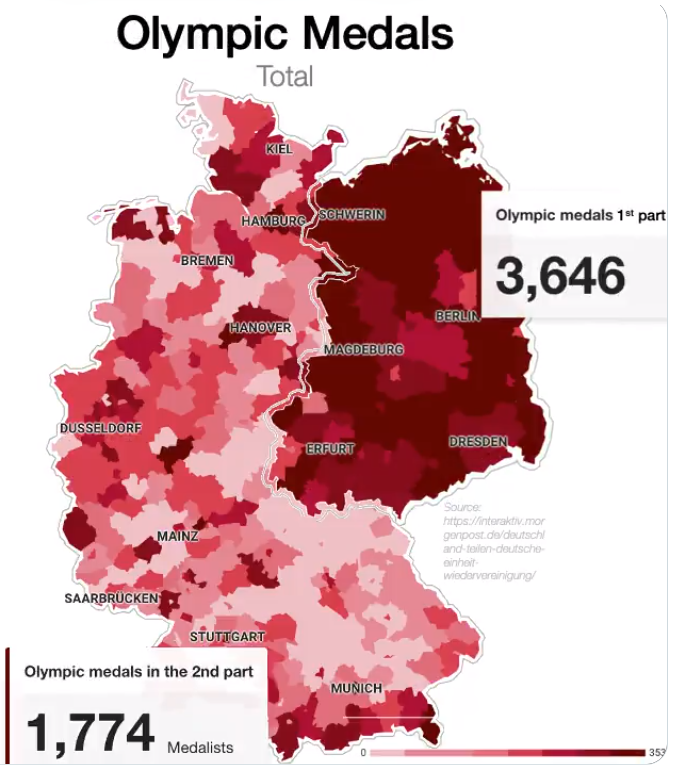 Olympic Medals
Total
KIEL
HAMBURG
SCHWERIN
Olympic medals 1st part
3,646
BREMEN
BERLIN
HANOVER
MAGDEBURG
DUSSELDORF
ERFURT
DRESDEN
Source:
https://interaktiv.mor
genpost.de/deutschl
and-teilen-deutsche-
einheit-
wiedervereinigung/
MAINZ
SAARBRÜCKEN
STUTTGART
Olympic medals in the 2nd part
1,774 Medalists
MUNICH
0
353